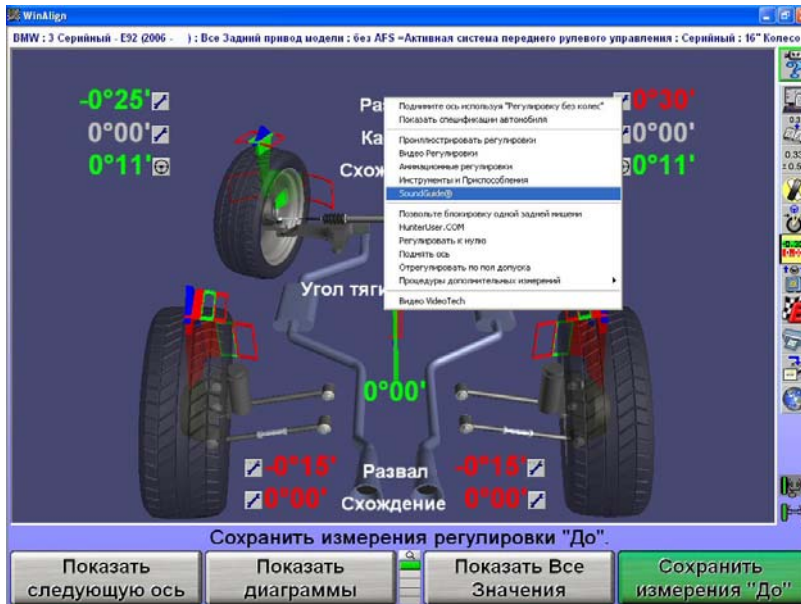 WinAlign
BMW : 3 Серийный - E92 (2006 - ) : Все Задний привод модели : без AFS =Активная система переднего рулевого управления : Серийный : 16" Колесо
-0°25'
0°00'
0°11'
Ра
Ка
Схож
0°30'
0°00'
0°11'
Поднимите ось используя "Регулировку без колес"
Показать спецификации автомобиля
Проиллюстрировать регулировки
Видео Регулировки
Анимационные регулировки
Инструменты и Приспособления
SoundGuide®
Позвольте блокировку одной задней мишени
HunterUser.COM
Регулировать к нулю
Поднять ось
Отрегулировать по пол допуска
Процедуры дополнительных измерений
Видео VideoTech
Угол тяги
0°00'
-0°15' Развал -0°15'
0°00' Схождение 0°00'
Сохранить измерения регулировки "До".
Показать следующую ось
Показать диаграммы
Показать Все Значения
Сохранить измерения "До"